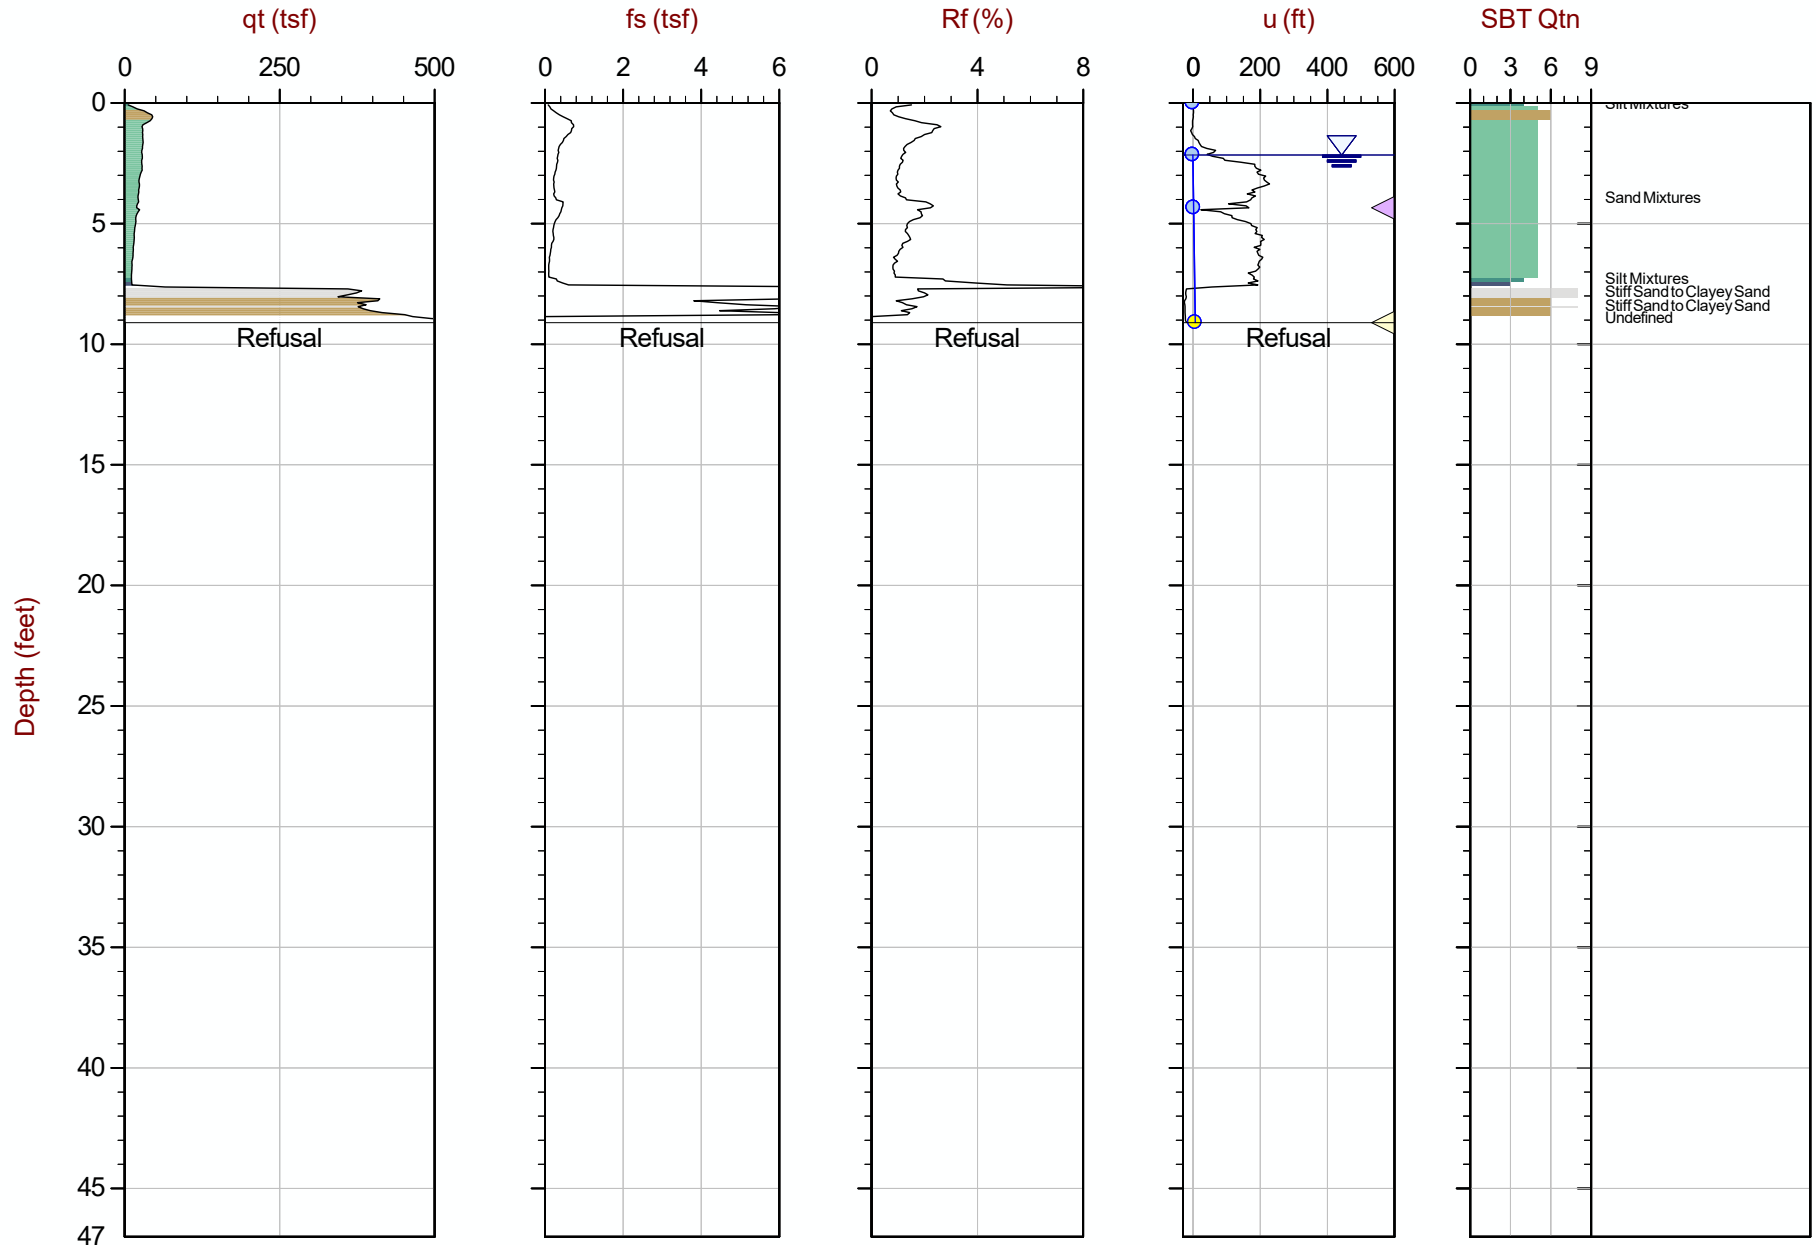 qt (tsf) fs (tsf) Rf (%) u (ft) SBT Qtn
0 250 500 0 2 4 6 0 4 8 0 200 400 600 0 3 6 9
0
Silt Mixtures
Sand Mixtures
5
Silt Mixtures
Stiff Sand to Clayey Sand
Stiff Sand to Clayey Sand
Undefined
Refusal Refusal Refusal Refusal
10
15
20
25
30
35
40
45
47
Depth (feet)